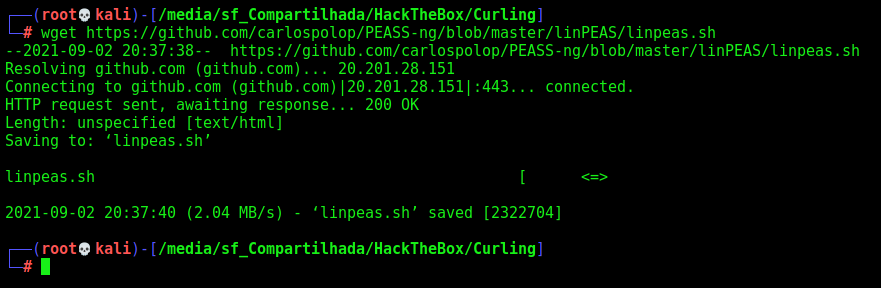 ┌──(root💀kali)-[/media/sf_Compartilhada/HackTheBox/Curling]
└─# wget https://github.com/carlospolop/PEASS-ng/blob/master/linPEAS/linpeas.sh
--2021-09-02 20:37:38--  https://github.com/carlospolop/PEASS-ng/blob/master/linPEAS/linpeas.sh
Resolving github.com (github.com)... 20.201.28.151
Connecting to github.com (github.com)|20.201.28.151|:443... connected.
HTTP request sent, awaiting response... 200 OK
Length: unspecified [text/html]
Saving to: ‘linpeas.sh’
linpeas.sh                                               [      <=>
2021-09-02 20:37:40 (2.04 MB/s) - ‘linpeas.sh’ saved [2322704]
┌──(root💀kali)-[/media/sf_Compartilhada/HackTheBox/Curling]
└─#